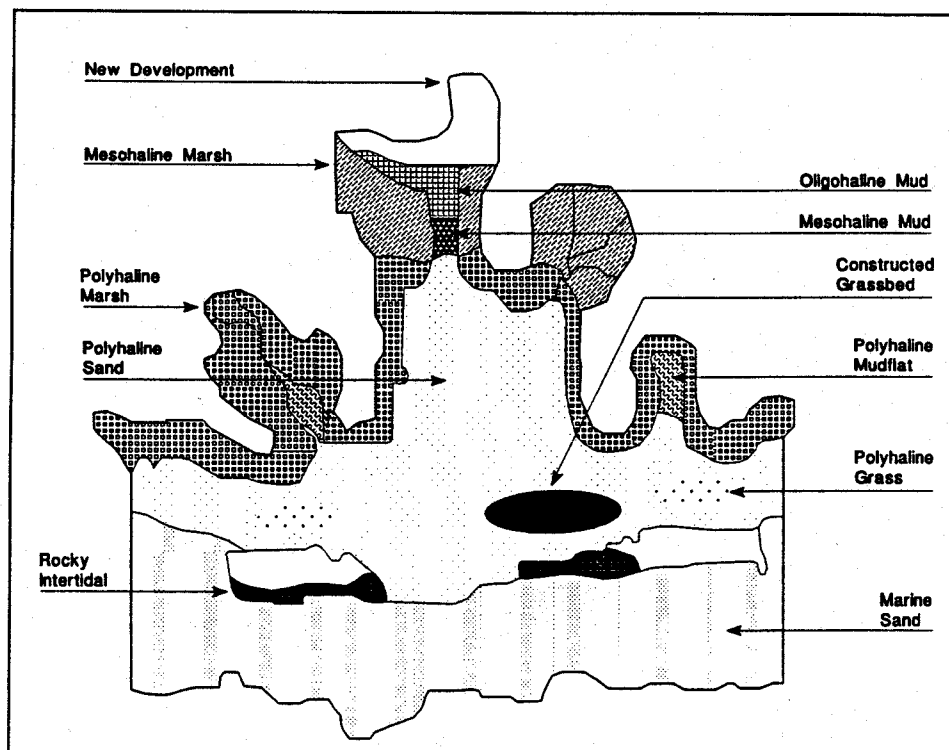 New Development
Mesohaline Marsh
Oligohaline Mud
Mesohaline Mud
Constructed
Grassbed
Polyhaline
Marsh
Polyhaline
Sand
Polyhaline
Mudflat
Polyhaline
Grass
Rocky
Intertidal
Marine
Sand